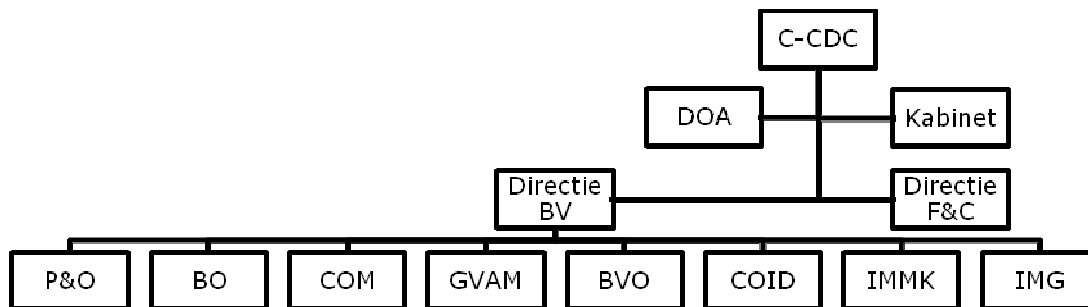 C-CDC
DOA
Kabinet
Directie
BV
Directie
F&C
P&O
BO
COM
GVAM
BVO
COID
IMMK
IMG